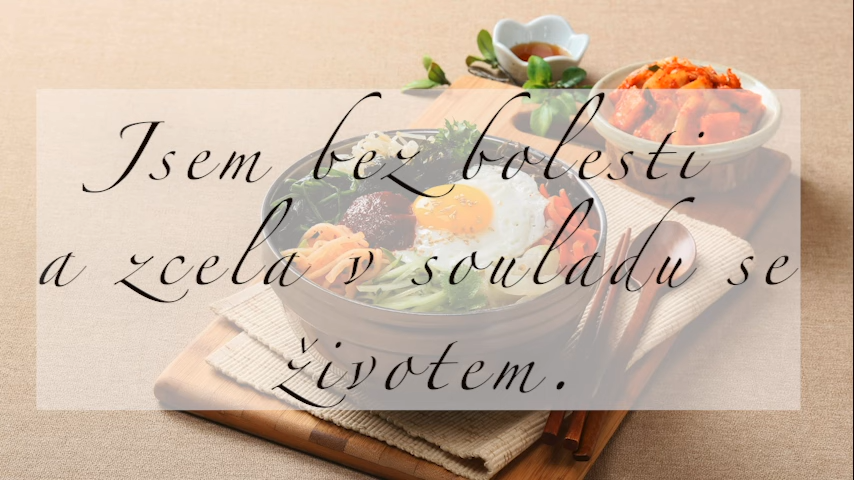 Jsem bez bolesti
a zcela v souladu se
životem.